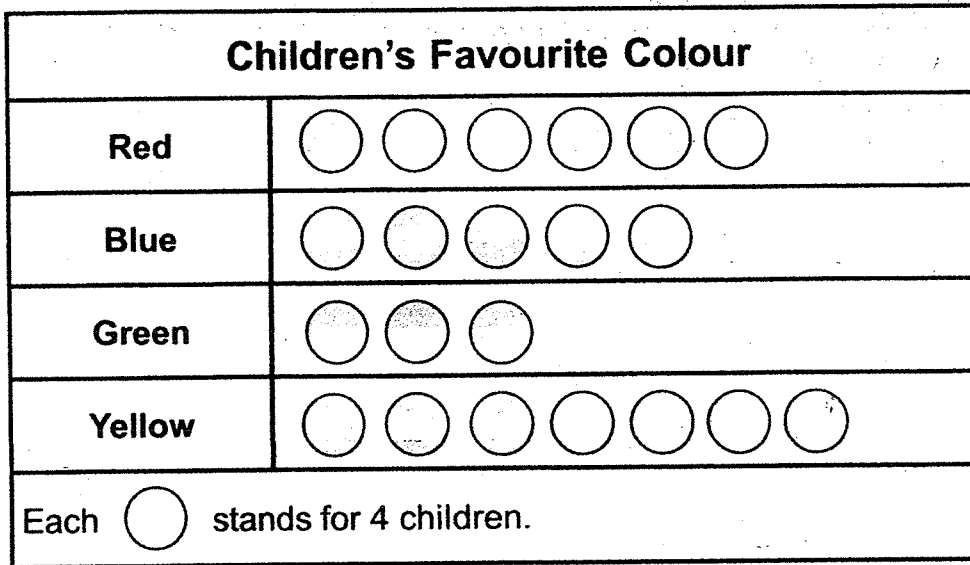 Children's Favourite Colour
Red
Blue
Green
Yellow
Each stands for 4 children.